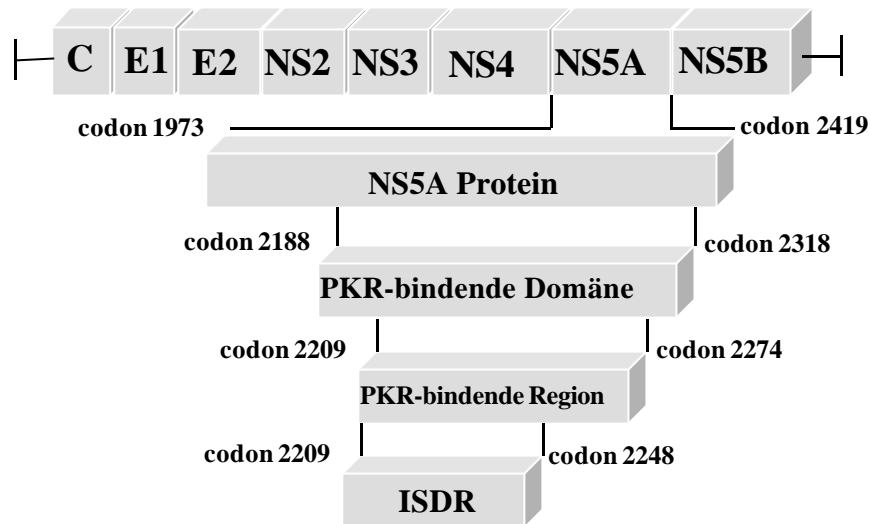 C E1 E2 NS2 NS3 NS4 NS5A NS5B
codon 1973 codon 2419
NS5A Protein
codon 2188 codon 2318
PKR-bindende Domäne
codon 2209 codon 2274
PKR-bindende Region
codon 2209 codon 2248
ISDR